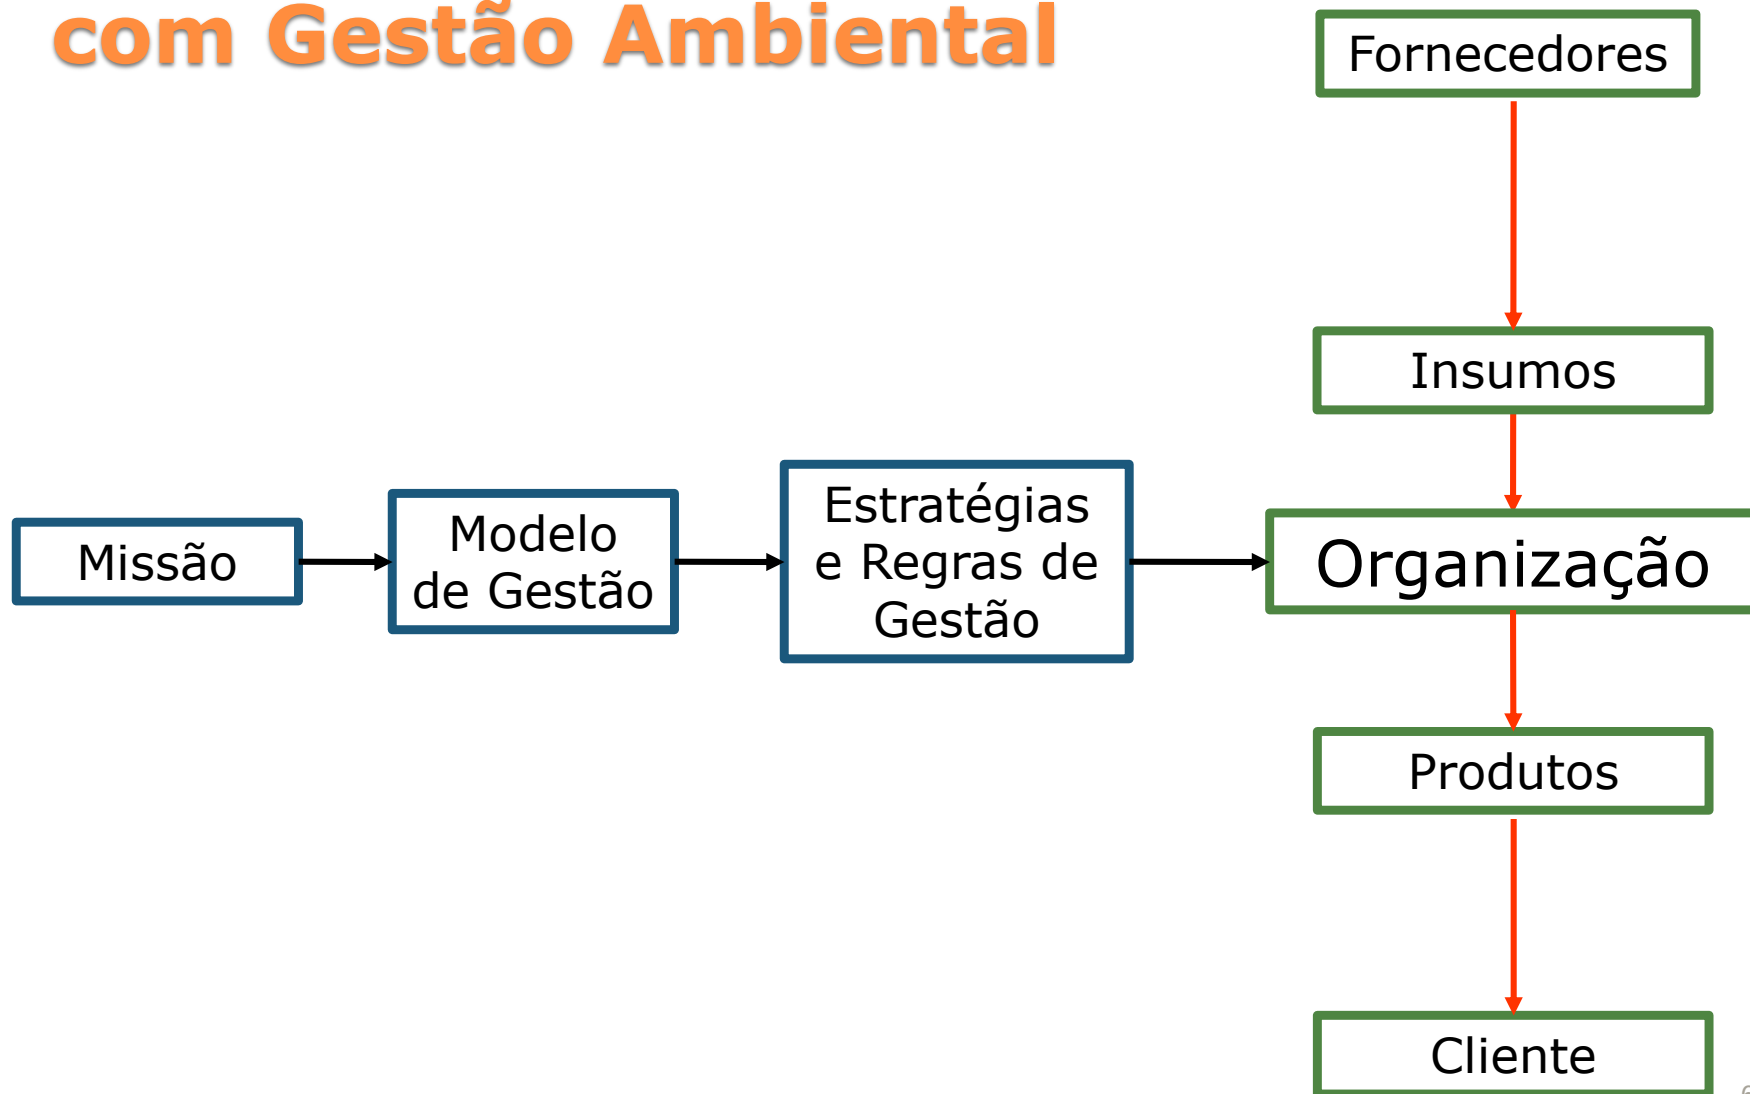 com Gestão Ambiental
Fornecedores
Insumos
Missão
Modelo
de Gestão
Estratégias
e Regras de
Gestão
Organização
Produtos
Cliente